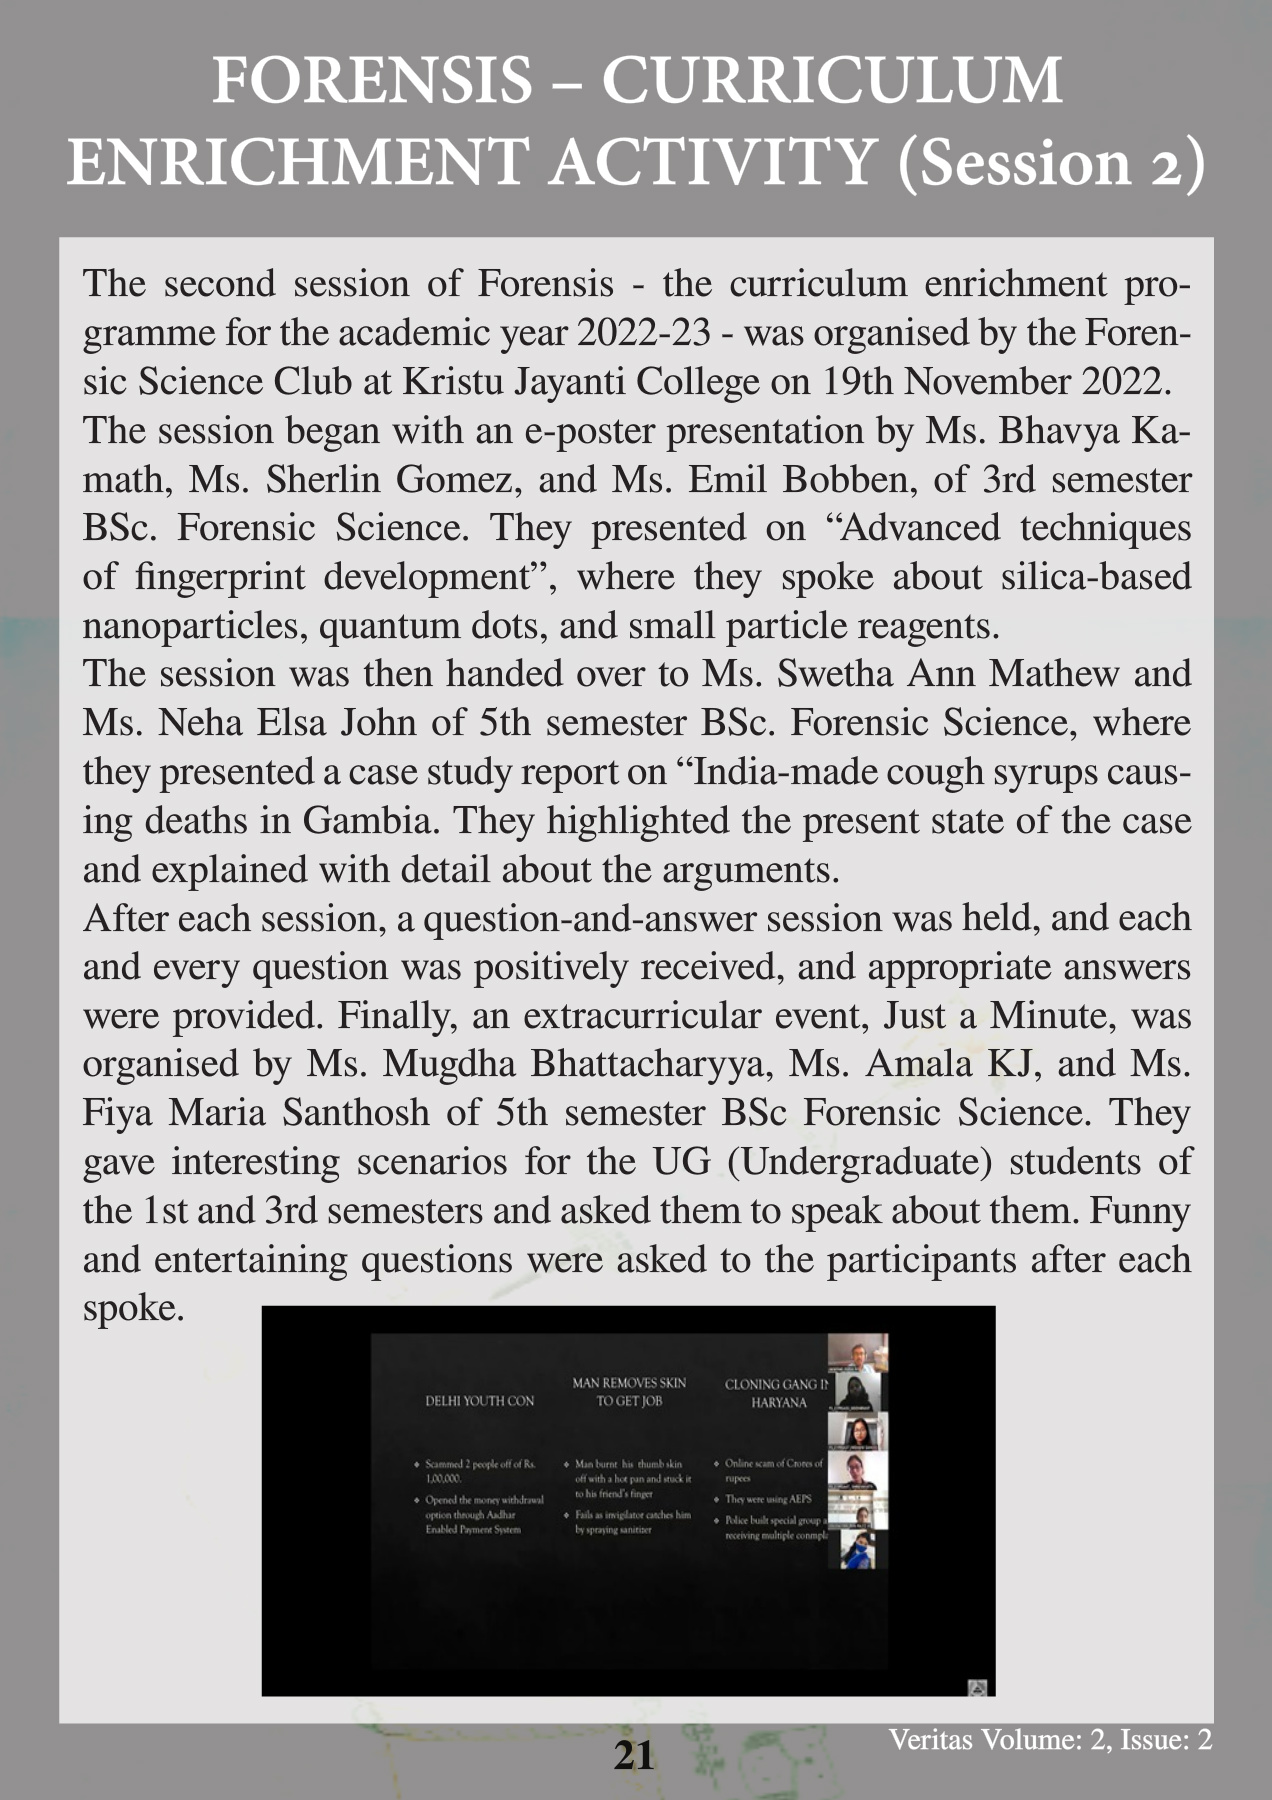 FORENSIS – CURRICULUM
ENRICHMENT ACTIVITY (Session 2)
The second session of Forensis - the curriculum enrichment pro-
gramme for the academic year 2022-23 - was organised by the Foren-
sic Science Club at Kristu Jayanti College on 19th November 2022.
The session began with an e-poster presentation by Ms. Bhavya Ka-
math, Ms. Sherlin Gomez, and Ms. Emil Bobben, of 3rd semester
BSc. Forensic Science. They presented on “Advanced techniques
of fingerprint development”, where they spoke about silica-based
nanoparticles, quantum dots, and small particle reagents.
The session was then handed over to Ms. Swetha Ann Mathew and
Ms. Neha Elsa John of 5th semester BSc. Forensic Science, where
they presented a case study report on “India-made cough syrups caus-
ing deaths in Gambia. They highlighted the present state of the case
and explained with detail about the arguments.
After each session, a question-and-answer session was held, and each
and every question was positively received, and appropriate answers
were provided. Finally, an extracurricular event, Just a Minute, was
organised by Ms. Mugdha Bhattacharyya, Ms. Amala KJ, and Ms.
Fiya Maria Santhosh of 5th semester BSc Forensic Science. They
gave interesting scenarios for the UG (Undergraduate) students of
the 1st and 3rd semesters and asked them to speak about them. Funny
and entertaining questions were asked to the participants after each
spoke.
DELHI YOUTH CON
❖ Scammed 2 people off of Rs.
1,00,000.
❖ Opened the money withdrawal
option through Aadhar
Enabled Payment System
MAN REMOVES SKIN
TO GET JOB
❖ Man burnt his thumb skin
off with a hot pan and stuck it
to his friend's finger
❖ Fails as invigilator catches him
by spraying sanitizer
CLONING GANG IN
HARYANA
❖ Online scam of Crores of
rupees
❖ They were using AEPS
❖ Police built special group a
receiving multiple conmpla
21
Veritas Volume: 2, Issue: 2